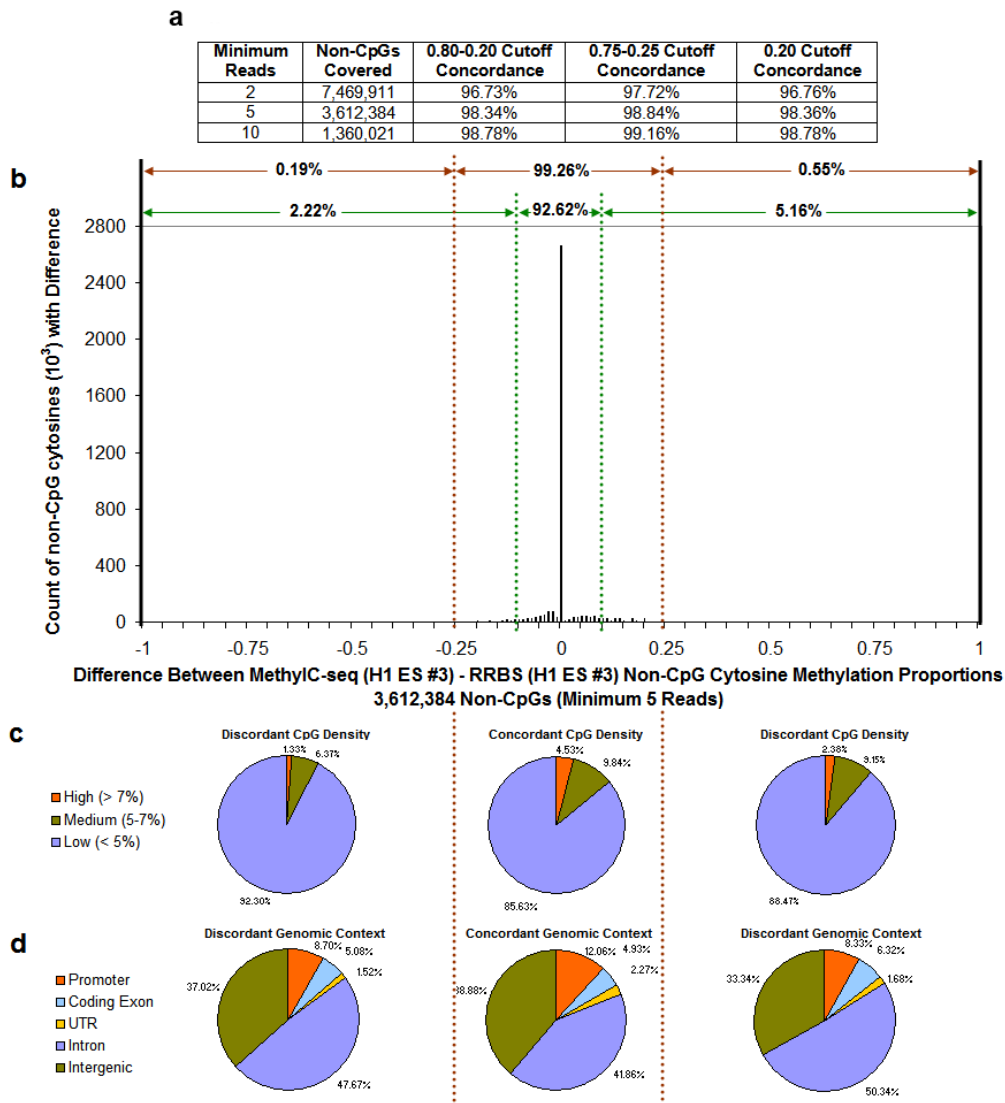 a
Minimum Reads | Non-CpGs Covered | 0.80-0.20 Cutoff Concordance | 0.75-0.25 Cutoff Concordance | 0.20 Cutoff Concordance
2 | 7,469,911 | 96.73% | 97.72% | 96.76%
5 | 3,612,384 | 98.34% | 98.84% | 98.36%
10 | 1,360,021 | 98.78% | 99.16% | 98.78%
b
0.19% 99.26% 0.55%
2.22% 92.62% 5.16%
Count of non-CpG cytosines (10³) with Difference
2800
2400
2000
1600
1200
800
400
0
-1 -0.75 -0.5 -0.25 0 0.25 0.5 0.75 1
Difference Between MethylC-seq (H1 ES #3) - RRBS (H1 ES #3) Non-CpG Cytosine Methylation Proportions
3,612,384 Non-CpGs (Minimum 5 Reads)
c
High (> 7%)
Medium (5-7%)
Low (< 5%)
Discordant CpG Density
1.33%
6.37%
92.30%
Concordant CpG Density
4.53%
9.84%
85.63%
Discordant CpG Density
2.38%
9.15%
88.47%
d
Promoter
Coding Exon
UTR
Intron
Intergenic
Discordant Genomic Context
8.70%
5.08%
1.52%
37.02%
47.67%
Concordant Genomic Context
12.06%
4.93%
2.27%
41.86%
Discordant Genomic Context
8.33%
6.32%
1.68%
33.34%
50.34%